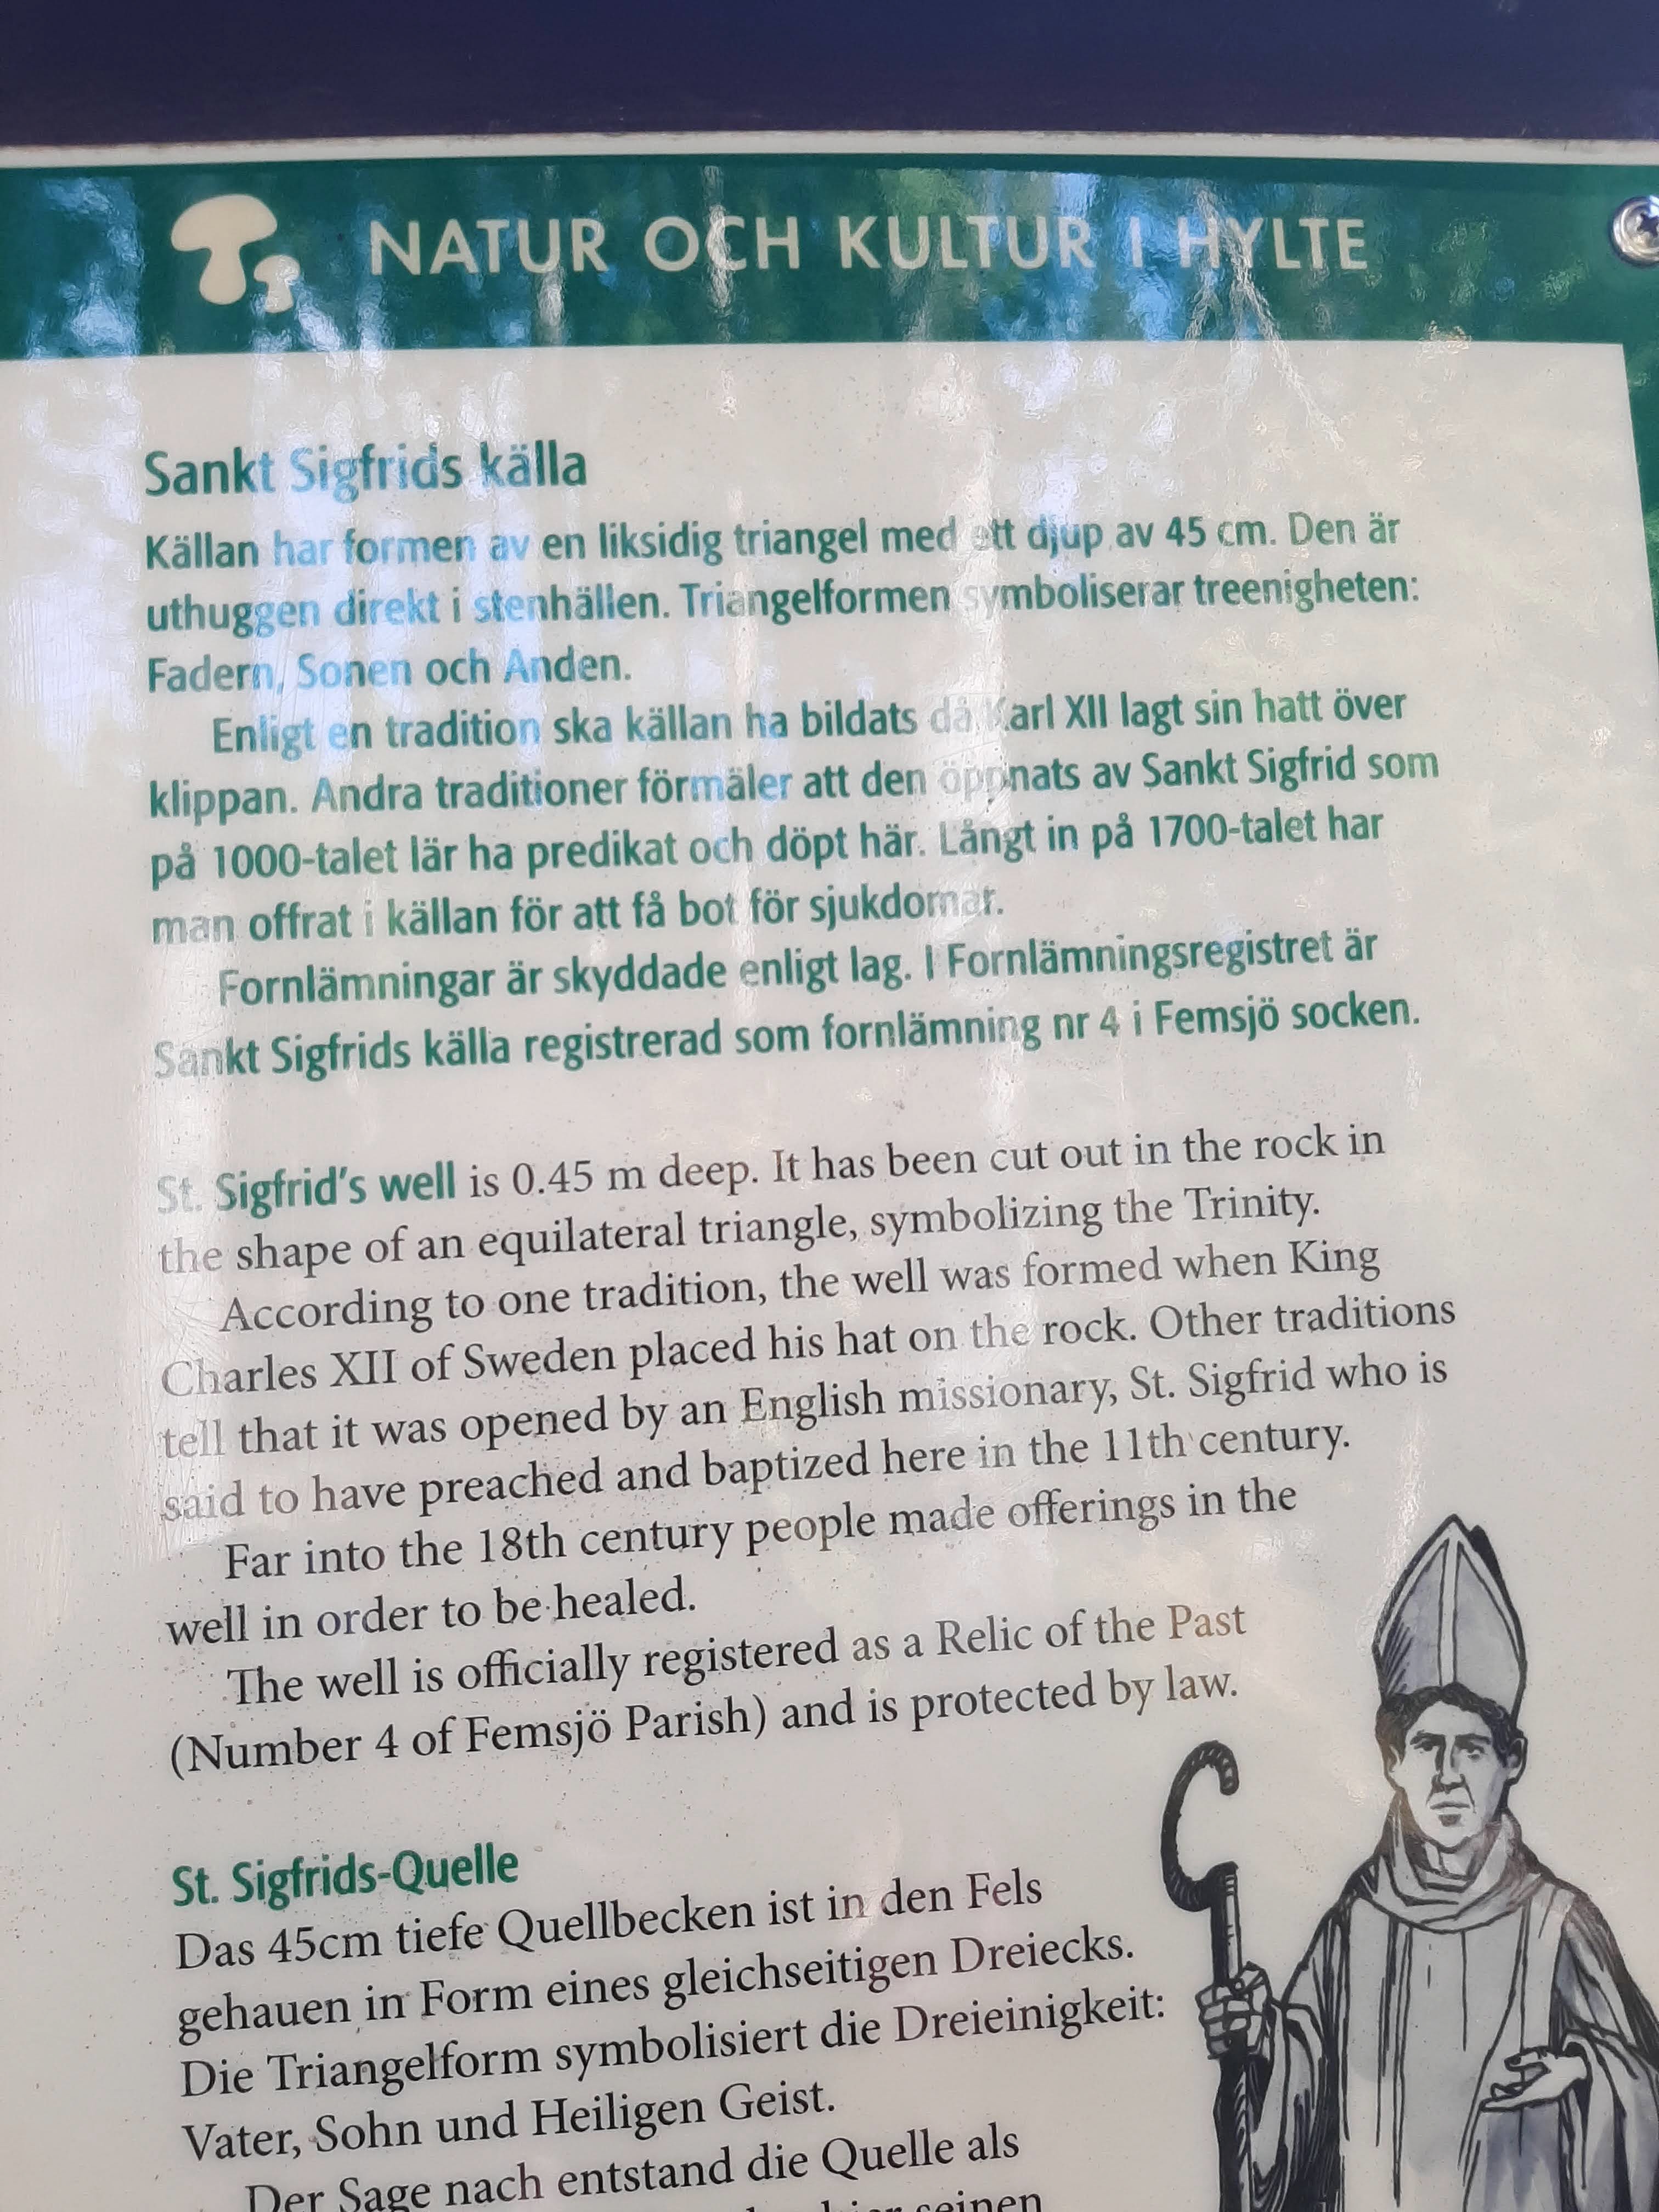 NATUR OCH KULTUR I HYLTE
Sankt Sigfrids källa
Källan har formen av en liksidig triangel med ett djup av 45 cm. Den är
uthuggen direkt i stenhällen. Triangelformen symboliserar treenigheten:
Fadern, Sonen och Anden.
Enligt en tradition ska källan ha bildats då Karl XII lagt sin hatt över
klippan. Andra traditioner förmäler att den öppnats av Sankt Sigfrid som
på 1000-talet lär ha predikat och döpt här. Långt in på 1700-talet har
man offrat i källan för att få bot för sjukdomar.
Fornlämningar är skyddade enligt lag. I Fornlämningsregistret är
Sankt Sigfrids källa registrerad som fornlämning nr 4 i Femsjö socken.
St. Sigfrid's well is 0.45 m deep. It has been cut out in the rock in
the shape of an equilateral triangle, symbolizing the Trinity.
According to one tradition, the well was formed when King
Charles XII of Sweden placed his hat on the rock. Other traditions
tell that it was opened by an English missionary, St. Sigfrid who is
said to have preached and baptized here in the 11th century.
Far into the 18th century people made offerings in the
well in order to be healed.
The well is officially registered as a Relic of the Past
(Number 4 of Femsjö Parish) and is protected by law.
St. Sigfrids-Quelle
Das 45cm tiefe Quellbecken ist in den Fels
gehauen in Form eines gleichseitigen Dreiecks.
Die Triangelform symbolisiert die Dreieinigkeit:
Vater, Sohn und Heiligen Geist.
Der Sage nach entstand die Quelle als
hier seinen